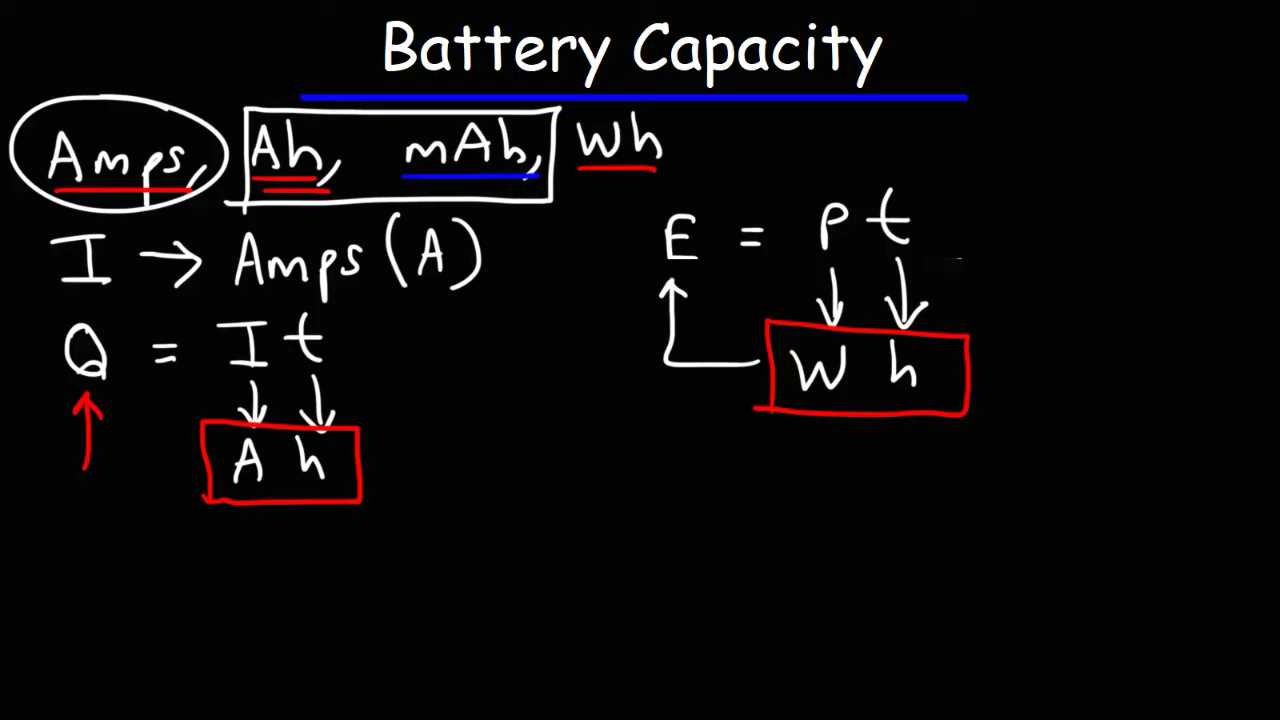 Battery Capacity
Amps, Ah, mAh, Wh
I → Amps (A)
E = p t
Q = I t
W h
A h